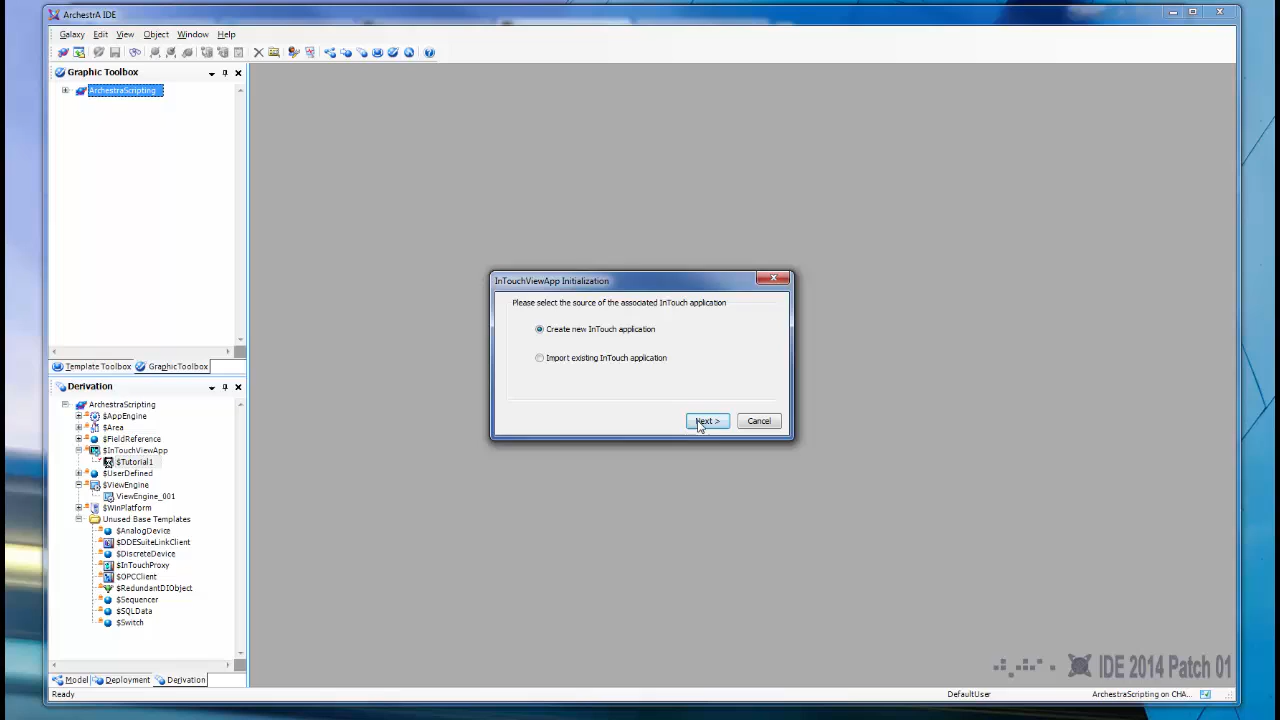 ArchestrA IDE
Galaxy Edit View Object Window Help
Graphic Toolbox
ArchestraScripting
Template Toolbox GraphicToolbox
Derivation
ArchestraScripting
$AppEngine
$Area
$FieldReference
$InTouchViewApp
$Tutorial1
$UserDefined
$ViewEngine
ViewEngine_001
$WinPlatform
Unused Base Templates
$AnalogDevice
$DDESuiteLinkClient
$DiscreteDevice
$InTouchProxy
$OPCClient
$RedundantDIObject
$Sequencer
$SQLData
$Switch
Model Deployment Derivation
InTouchViewApp Initialization
Please select the source of the associated InTouch application
Create new InTouch application
Import existing InTouch application
Next > Cancel
IDE 2014 Patch 01
Ready DefaultUser ArchestraScripting on CHA...